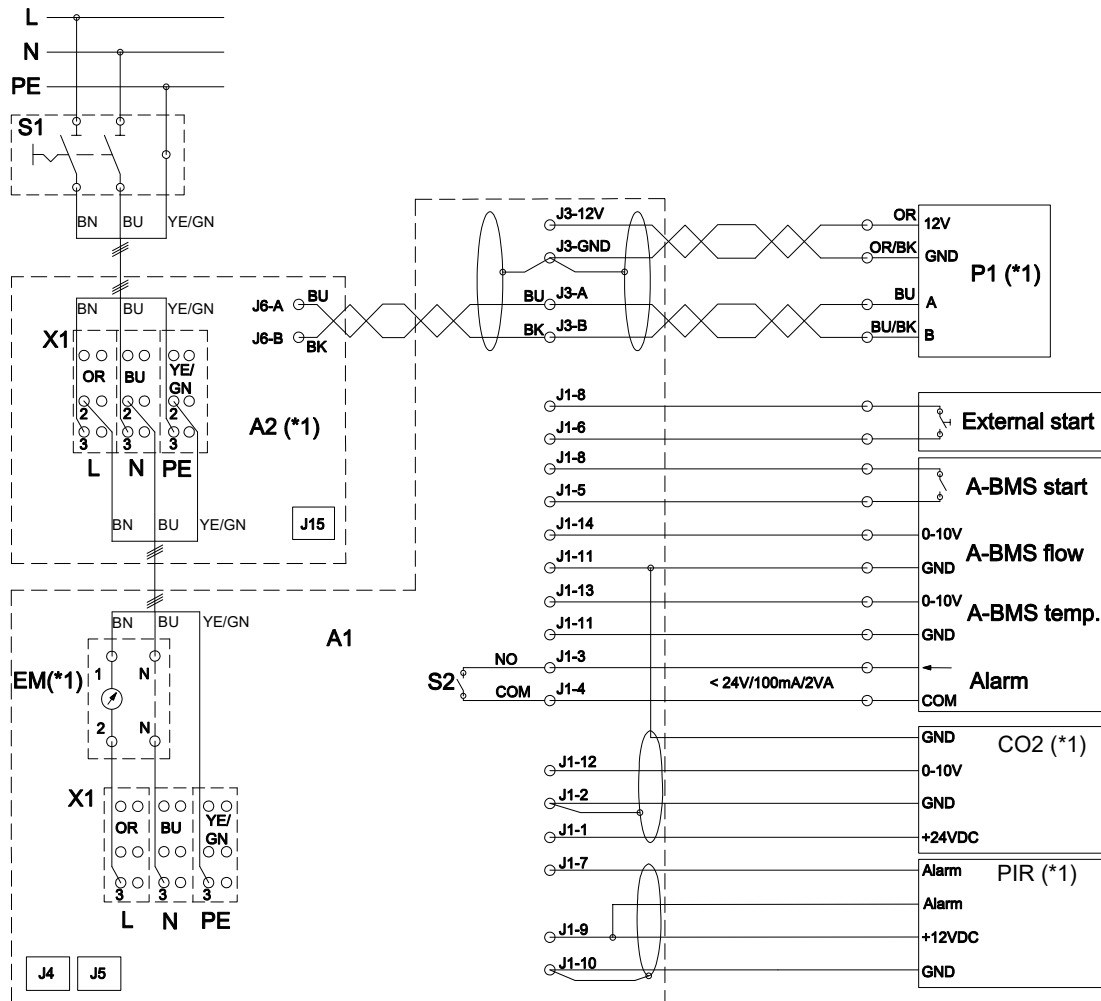 L
N
PE
S1
BN BU YE/GN
BN BU YE/GN
X1
OR BU YE/
GN
2 2 2
3 3 3
L N PE
A2 (*1)
BN BU YE/GN
J15
J6-A BU
J6-B BK
BN BU YE/GN
A1
EM(*1)
1 N
2 N
X1
OR BU YE/
GN
3 3 3
L N PE
J4 J5
J3-12V OR 12V
J3-GND OR/BK GND
P1 (*1)
BU J3-A BU A
BK J3-B BU/BK B
J1-8
External start
J1-6
J1-8
A-BMS start
J1-5
J1-14 0-10V
A-BMS flow
J1-11 GND
J1-13 0-10V
A-BMS temp.
J1-11 GND
NO J1-3
S2
Alarm
COM J1-4 < 24V/100mA/2VA COM
GND
CO2 (*1)
J1-12 0-10V
J1-2 GND
J1-1 +24VDC
J1-7 Alarm PIR (*1)
Alarm
J1-9 +12VDC
J1-10 GND